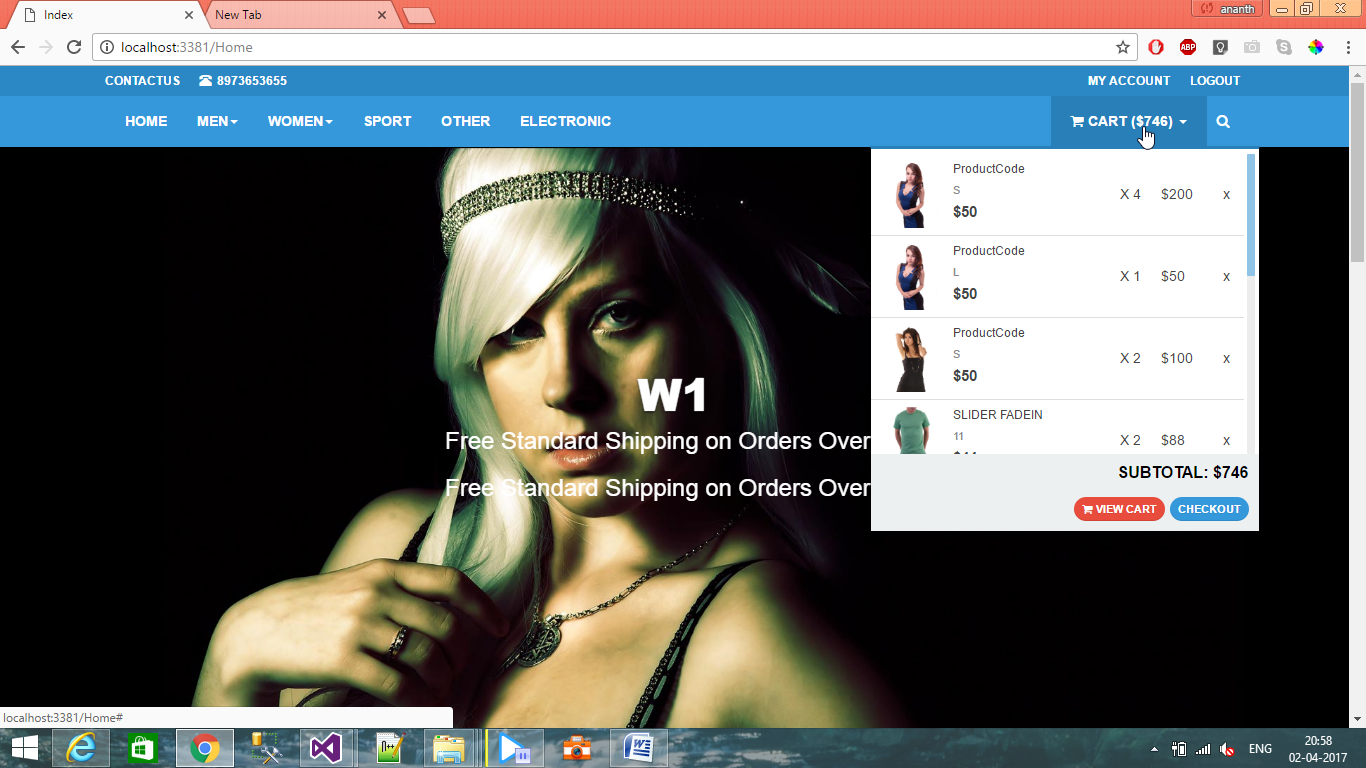 Index
New Tab
ananth
localhost:3381/Home
ABP
CONTACTUS 8973653655
MY ACCOUNT LOGOUT
HOME MEN WOMEN SPORT OTHER ELECTRONIC
CART ($746)
ProductCode
S
$50
X 4 $200 x
ProductCode
L
$50
X 1 $50 x
ProductCode
S
$50
X 2 $100 x
SLIDER FADEIN
11
X 2 $88 x
SUBTOTAL: $746
VIEW CART CHECKOUT
W1
Free Standard Shipping on Orders Over
Free Standard Shipping on Orders Over
localhost:3381/Home#
ENG
20:58
02-04-2017